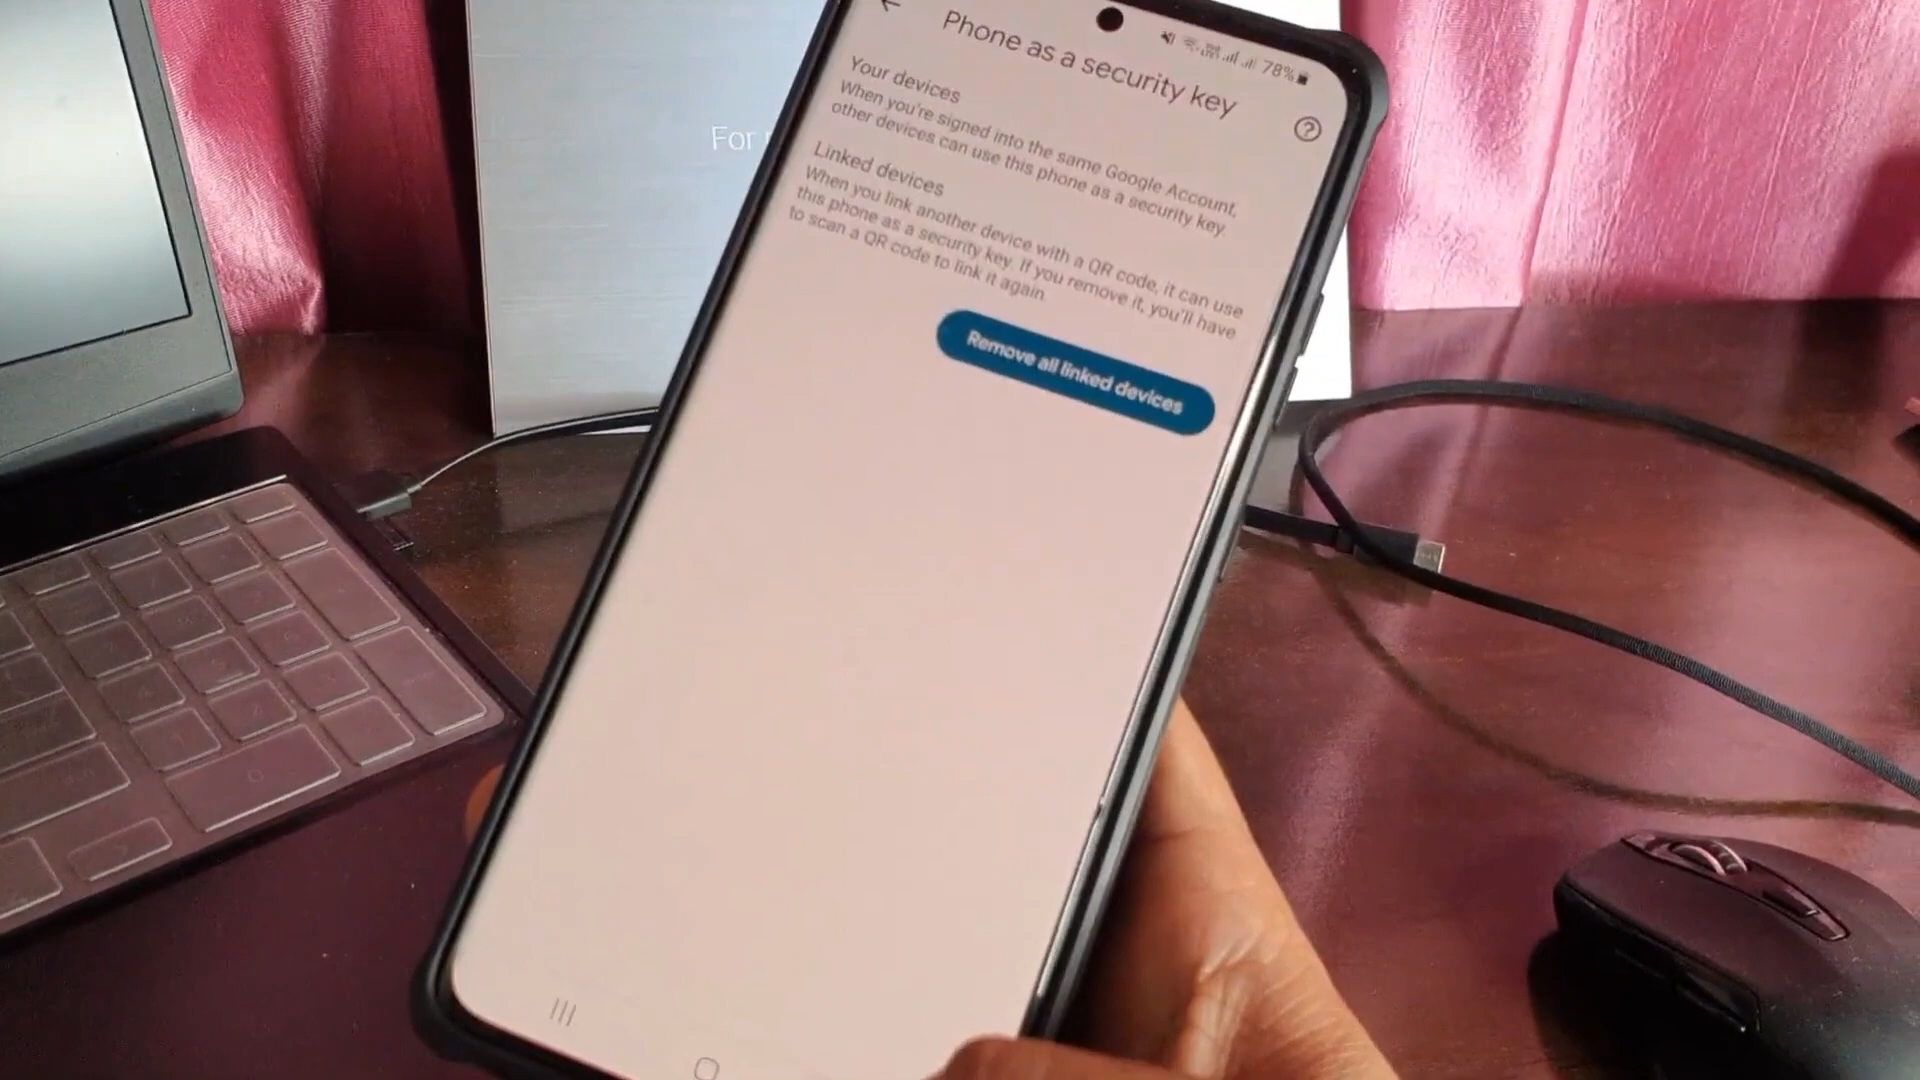 Phone as a security key
78%
Your devices
When you're signed into the same Google Account,
other devices can use this phone as a security key.
Linked devices
When you link another device with a QR code, it can use
this phone as a security key. If you remove it, you'll have
to scan a QR code to link it again.
Remove all linked devices
For